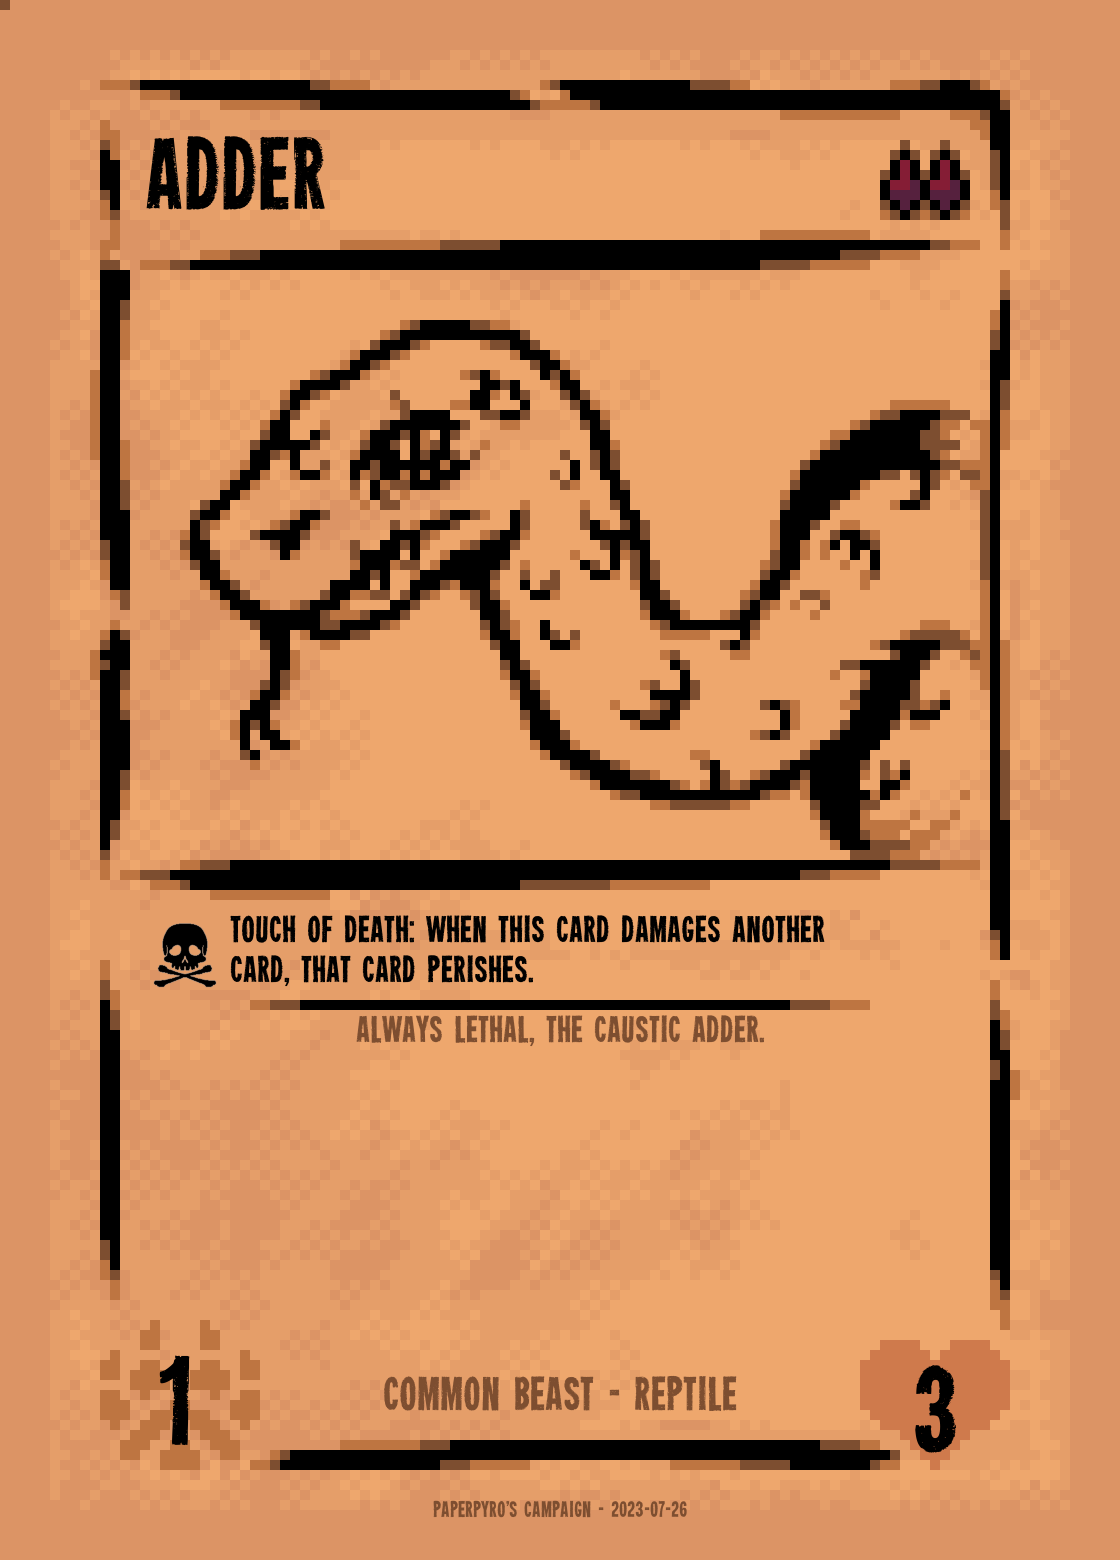 ADDER
TOUCH OF DEATH: WHEN THIS CARD DAMAGES ANOTHER
CARD, THAT CARD PERISHES.
ALWAYS LETHAL, THE CAUSTIC ADDER.
1
COMMON BEAST - REPTILE
3
PAPERPYRO'S CAMPAIGN - 2023-07-26